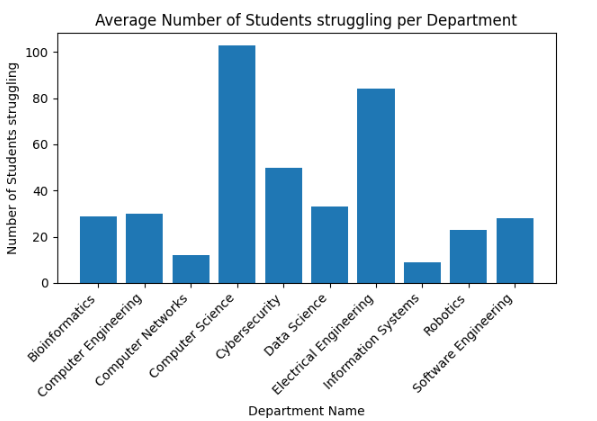 Average Number of Students struggling per Department
Number of Students struggling
100
80
60
40
20
0
Bioinformatics
Computer Engineering
Computer Networks
Computer Science
Cybersecurity
Data Science
Electrical Engineering
Information Systems
Robotics
Software Engineering
Department Name